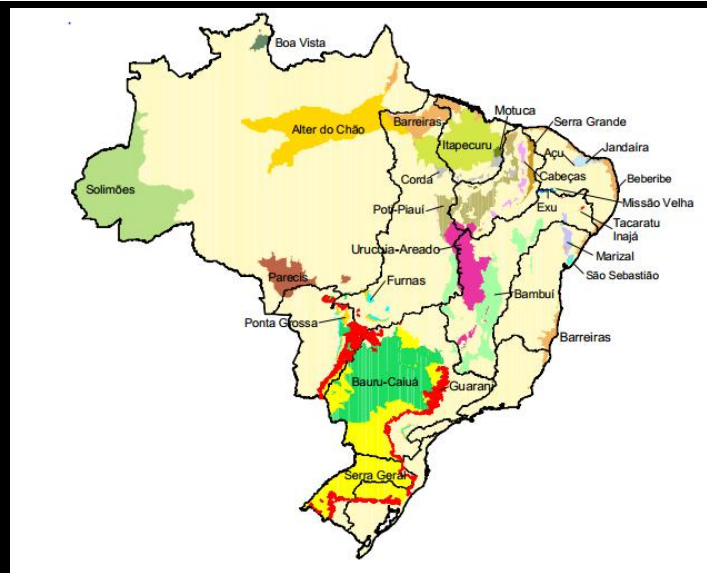 Boa Vista
Motuca
Serra Grande
Barreiras
Alter do Chão
Itapecuru
Açu
Jandaíra
Cabeças
Corda
Beberibe
Solimões
Missão Velha
Poti-Piauí
Exu
Tacaratu
Inajá
Urucuia-Areado
Marizal
São Sebastião
Parecis
Furnas
Bambuí
Ponta Grossa
Barreiras
Bauru-Caiuá
Guarani
Serra Geral